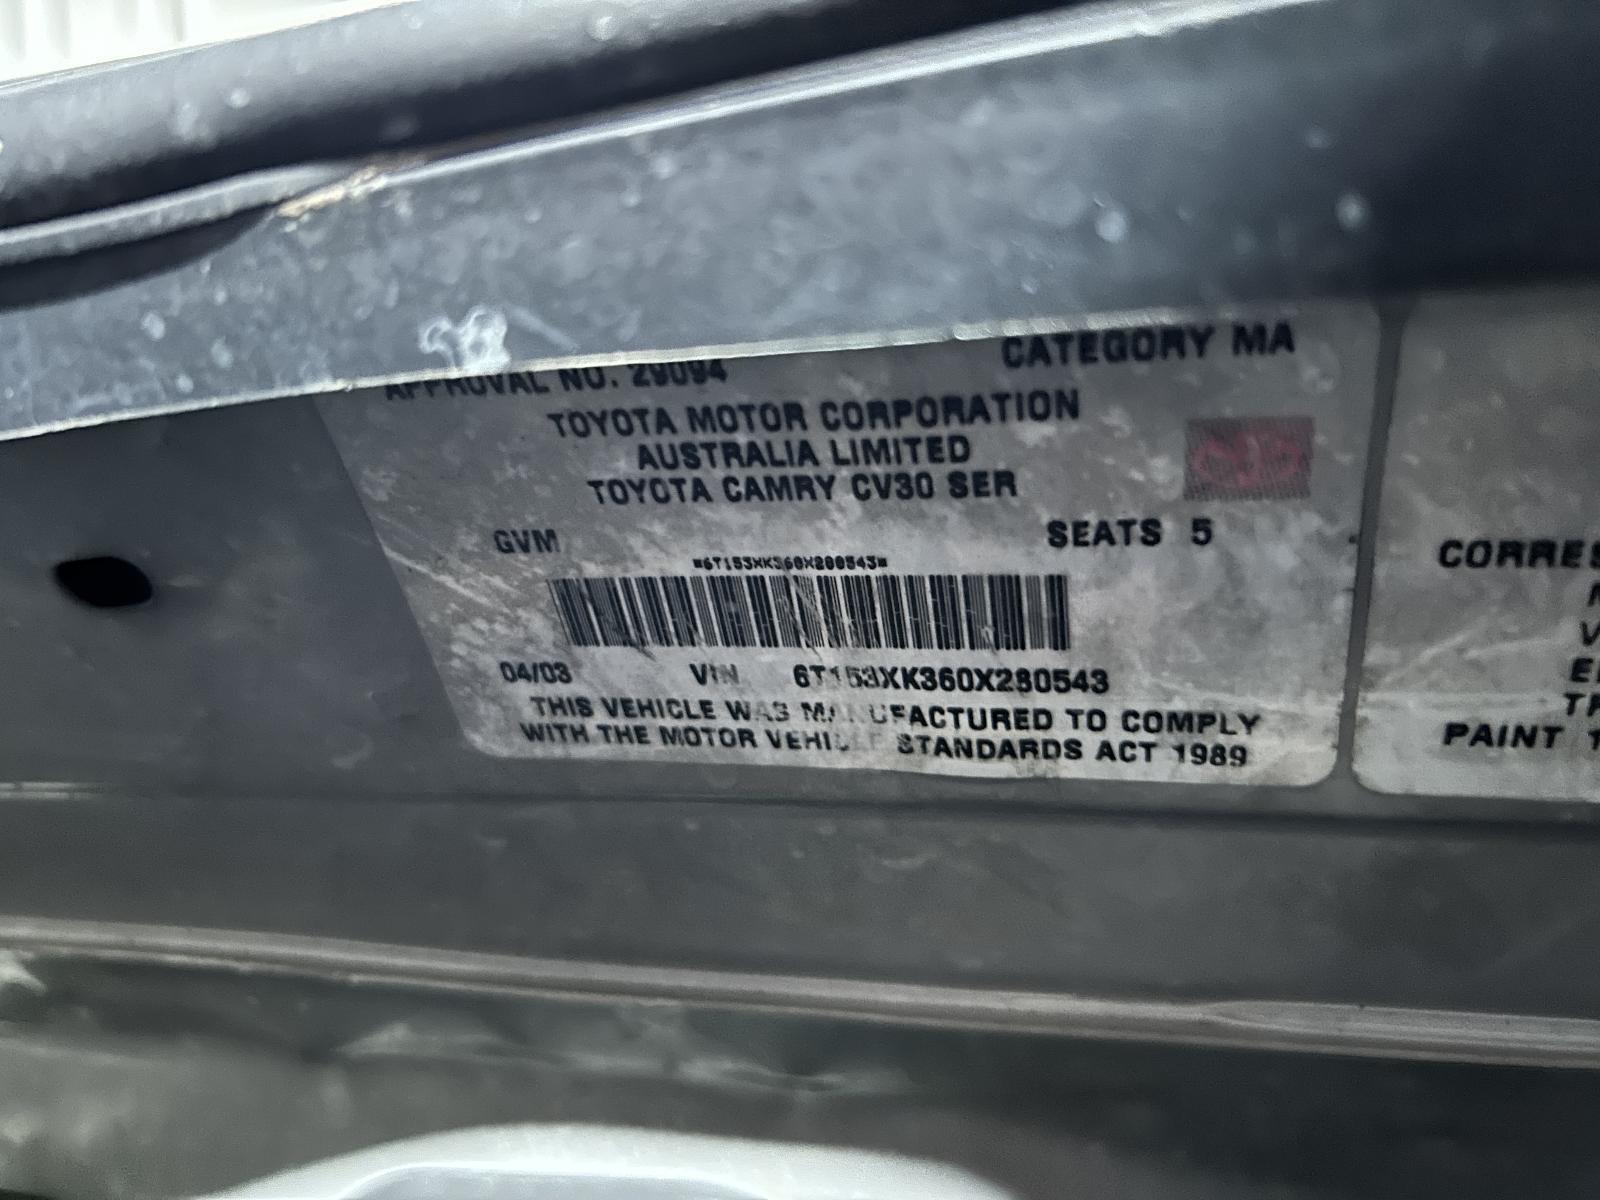 APPROVAL NO. 29094 CATEGORY MA
TOYOTA MOTOR CORPORATION
AUSTRALIA LIMITED
TOYOTA CAMRY CV30 SER
GVM SEATS 5
*6T153XK360X280543*
04/03 VIN 6T153XK360X280543
THIS VEHICLE WAS MANUFACTURED TO COMPLY
WITH THE MOTOR VEHICLE STANDARDS ACT 1989
CORRES
PAINT 1